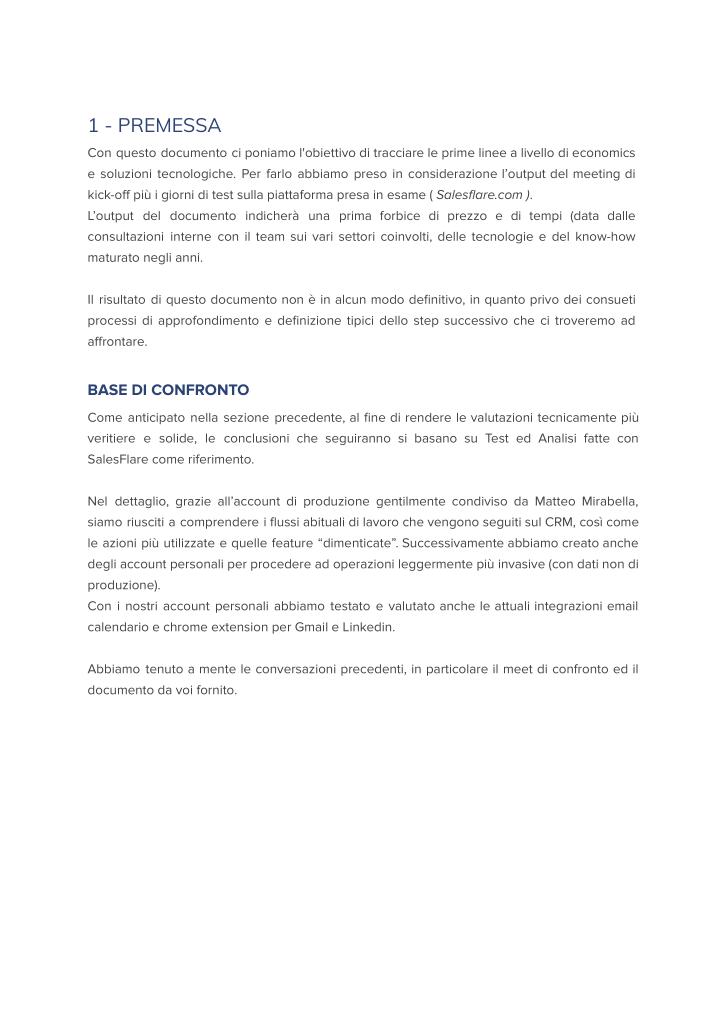 1 - PREMESSA
Con questo documento ci poniamo l'obiettivo di tracciare le prime linee a livello di economics
e soluzioni tecnologiche. Per farlo abbiamo preso in considerazione l’output del meeting di
kick-off più i giorni di test sulla piattaforma presa in esame ( Salesflare.com ).
L’output del documento indicherà una prima forbice di prezzo e di tempi (data dalle
consultazioni interne con il team sui vari settori coinvolti, delle tecnologie e del know-how
maturato negli anni.
Il risultato di questo documento non è in alcun modo definitivo, in quanto privo dei consueti
processi di approfondimento e definizione tipici dello step successivo che ci troveremo ad
affrontare.
BASE DI CONFRONTO
Come anticipato nella sezione precedente, al fine di rendere le valutazioni tecnicamente più
veritiere e solide, le conclusioni che seguiranno si basano su Test ed Analisi fatte con
SalesFlare come riferimento.
Nel dettaglio, grazie all’account di produzione gentilmente condiviso da Matteo Mirabella,
siamo riusciti a comprendere i flussi abituali di lavoro che vengono seguiti sul CRM, così come
le azioni più utilizzate e quelle feature “dimenticate”. Successivamente abbiamo creato anche
degli account personali per procedere ad operazioni leggermente più invasive (con dati non di
produzione).
Con i nostri account personali abbiamo testato e valutato anche le attuali integrazioni email
calendario e chrome extension per Gmail e Linkedin.
Abbiamo tenuto a mente le conversazioni precedenti, in particolare il meet di confronto ed il
documento da voi fornito.